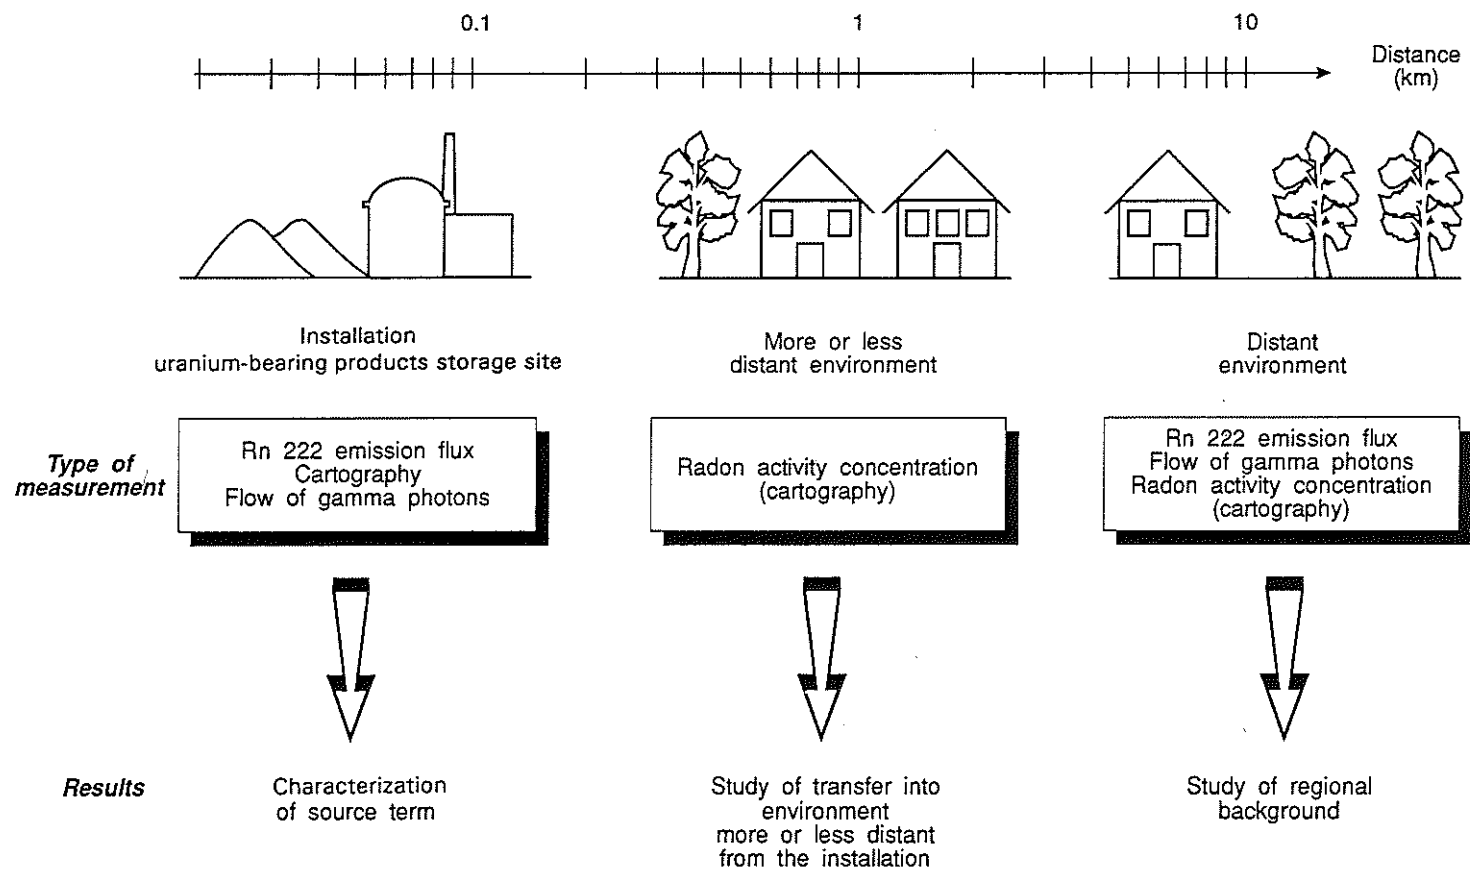 0.1 1 10
Distance
(km)
Installation
uranium-bearing products storage site
More or less
distant environment
Distant
environment
Type of
measurement
Rn 222 emission flux
Cartography
Flow of gamma photons
Radon activity concentration
(cartography)
Rn 222 emission flux
Flow of gamma photons
Radon activity concentration
(cartography)
Results
Characterization
of source term
Study of transfer into
environment
more or less distant
from the installation
Study of regional
background